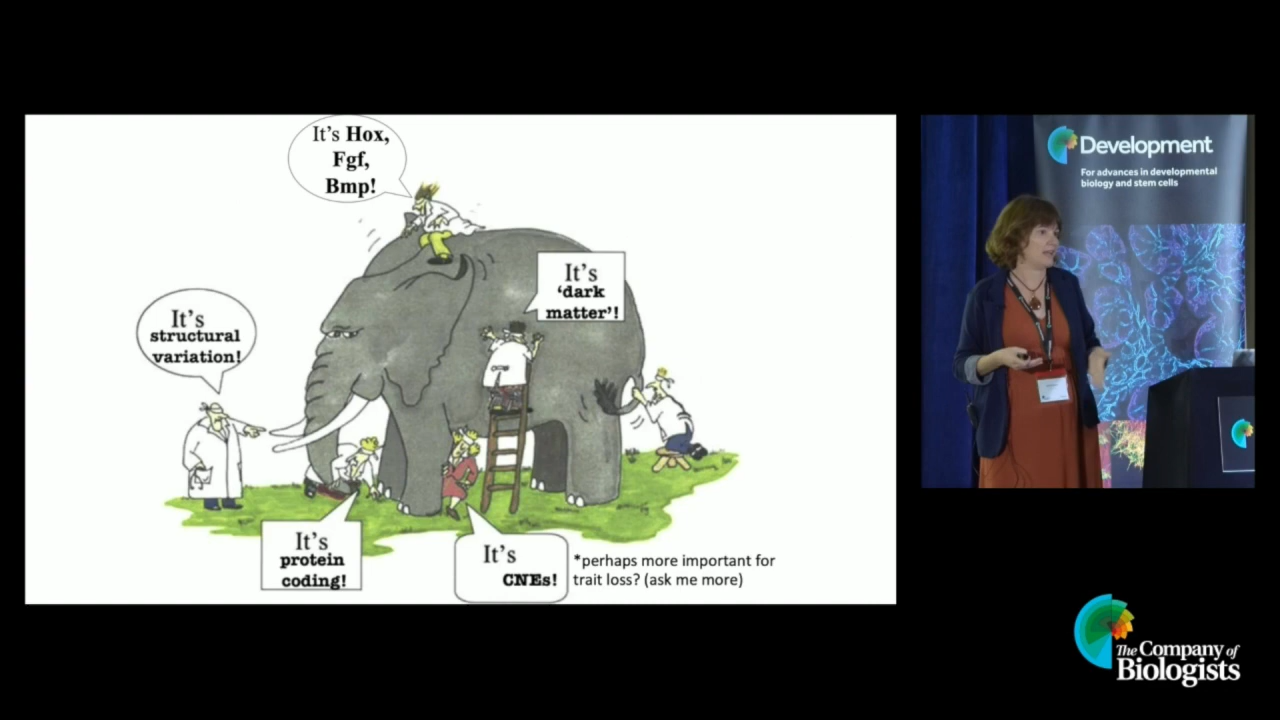 It's Hox,
Fgf,
Bmp!
It's
'dark
matter'!
It's
structural
variation!
It's
protein
coding!
It's
CNEs!
*perhaps more important for
trait loss? (ask me more)
Development
For advances in developmental
biology and stem cells
The Company of
Biologists